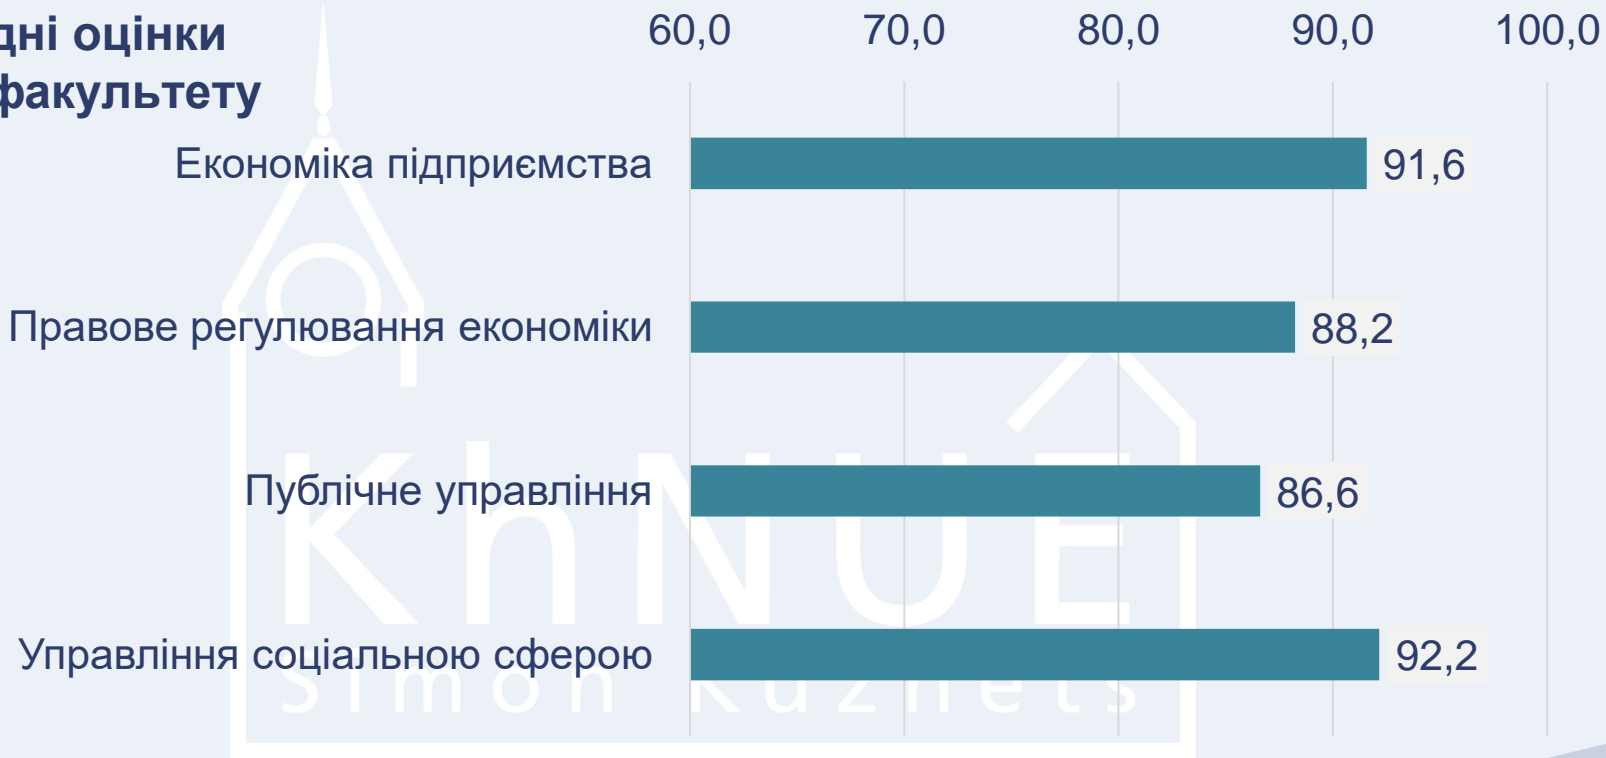 оцінки
факультету
60,0 70,0 80,0 90,0 100,0
Економіка підприємства 91,6
Правове регулювання економіки 88,2
Публічне управління 86,6
Управління соціальною сферою 92,2
KhNUE
Simon Kuznets